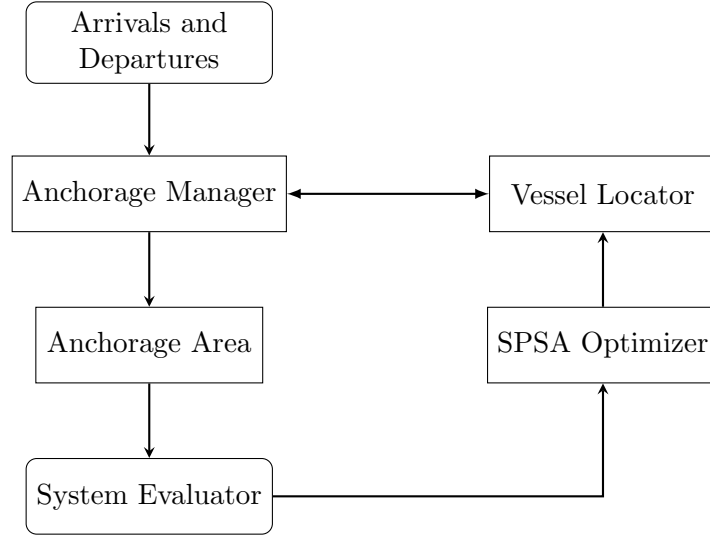 Arrivals and
Departures
Anchorage Manager
Vessel Locator
Anchorage Area
SPSA Optimizer
System Evaluator